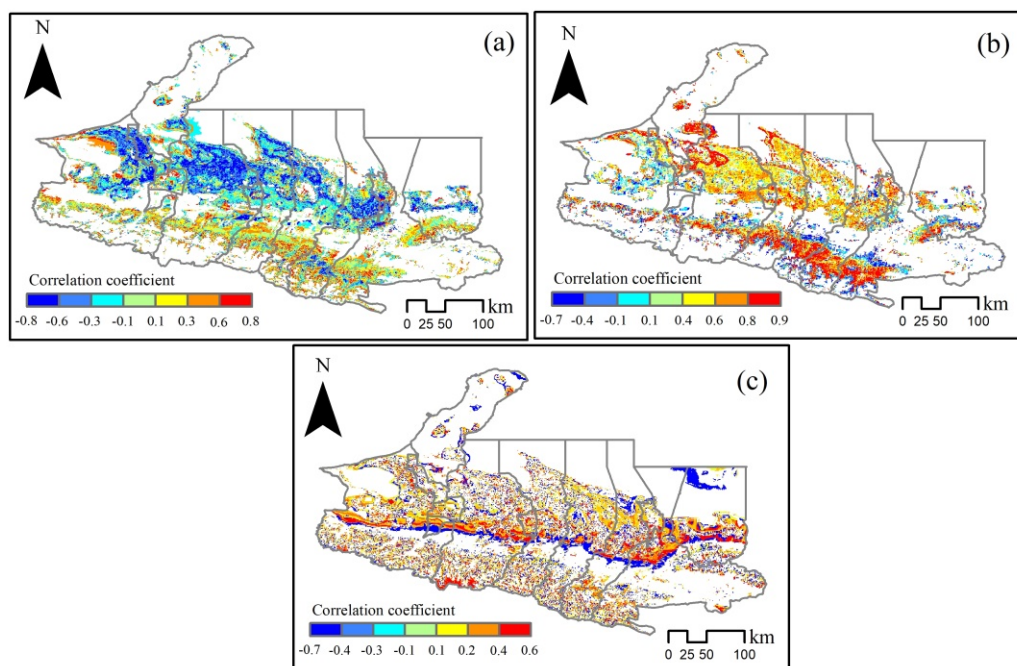 N
(a)
Correlation coefficient
-0.8 -0.6 -0.3 -0.1 0.1 0.3 0.6 0.8
km
0 25 50 100
N
(b)
Correlation coefficient
-0.7 -0.4 -0.1 0.1 0.4 0.6 0.8 0.9
km
0 25 50 100
N
(c)
Correlation coefficient
-0.7 -0.4 -0.3 -0.1 0.1 0.2 0.4 0.6
km
0 25 50 100